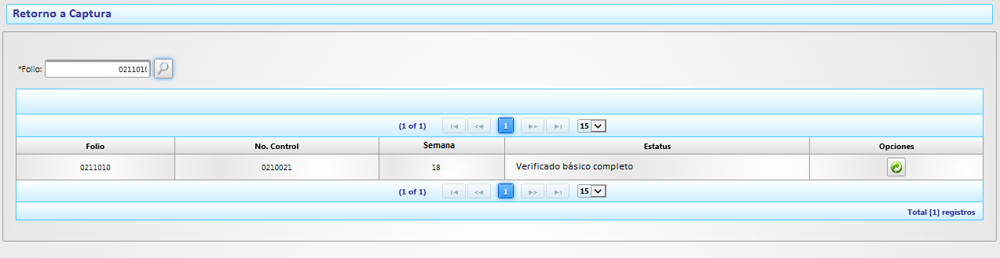 Retorno a Captura
*Folio: 0211010
(1 of 1) 1 15
Folio No. Control Semana Estatus Opciones
0211010 0210021 18 Verificado básico completo
(1 of 1) 1 15
Total [1] registros